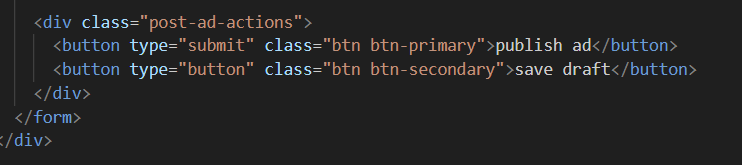 <div class="post-ad-actions">
<button type="submit" class="btn btn-primary">publish ad</button>
<button type="button" class="btn btn-secondary">save draft</button>
</div>
</form>
</div>